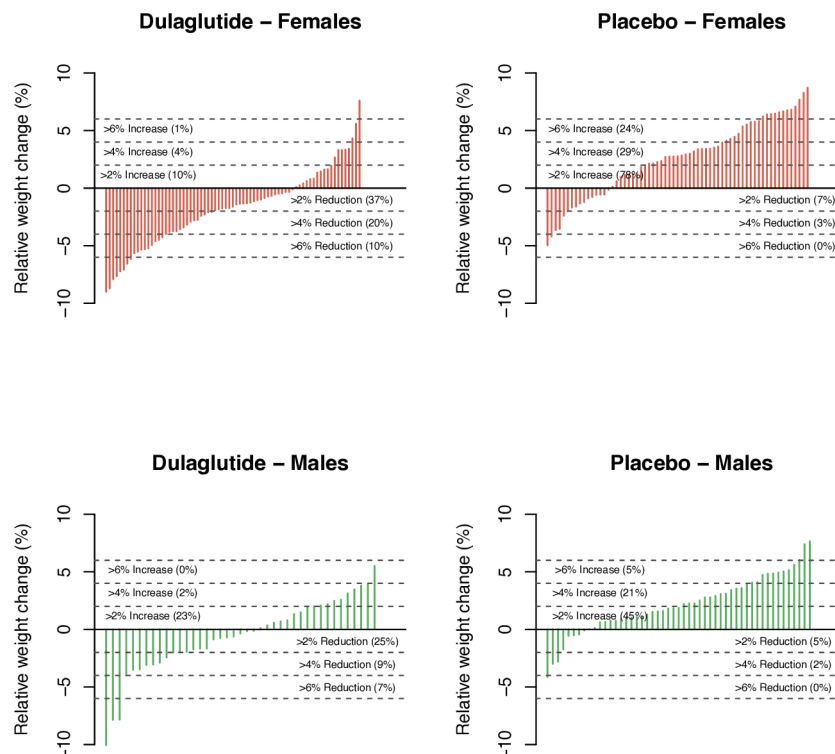 Dulaglutide – Females
Relative weight change (%)
10
5
0
−5
−10
>6% Increase (1%)
>4% Increase (4%)
>2% Increase (10%)
>2% Reduction (37%)
>4% Reduction (20%)
>6% Reduction (10%)
Placebo – Females
Relative weight change (%)
10
5
0
−5
−10
>6% Increase (24%)
>4% Increase (29%)
>2% Increase (78%)
>2% Reduction (7%)
>4% Reduction (3%)
>6% Reduction (0%)
Dulaglutide – Males
Relative weight change (%)
10
5
0
−5
−10
>6% Increase (0%)
>4% Increase (2%)
>2% Increase (23%)
>2% Reduction (25%)
>4% Reduction (9%)
>6% Reduction (7%)
Placebo – Males
Relative weight change (%)
10
5
0
−5
−10
>6% Increase (5%)
>4% Increase (21%)
>2% Increase (45%)
>2% Reduction (5%)
>4% Reduction (2%)
>6% Reduction (0%)